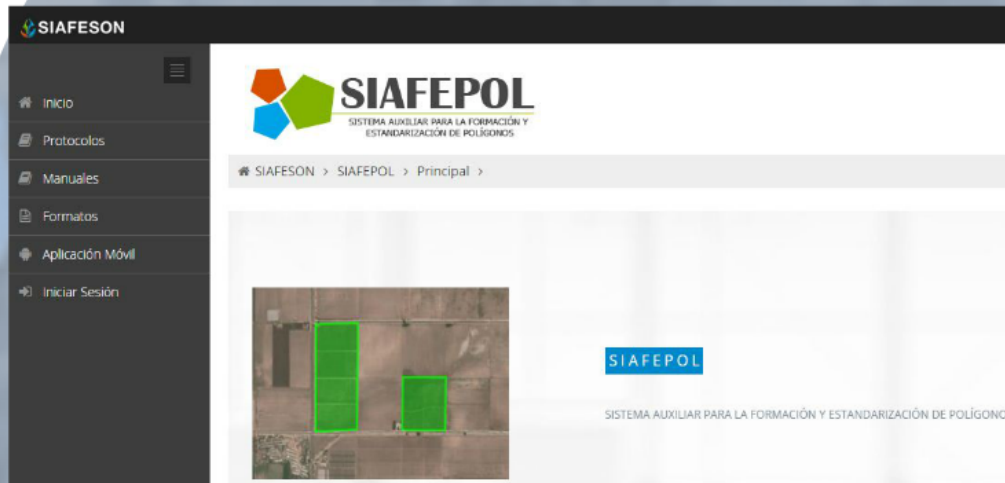 SIAFESON
Inicio
Protocolos
Manuales
Formatos
Aplicación Móvil
Iniciar Sesión
SIAFEPOL
SISTEMA AUXILIAR PARA LA FORMACIÓN Y
ESTANDARIZACIÓN DE POLÍGONOS
SIAFESON > SIAFEPOL > Principal >
SIAFEPOL
SISTEMA AUXILIAR PARA LA FORMACIÓN Y ESTANDARIZACIÓN DE POLÍGONO